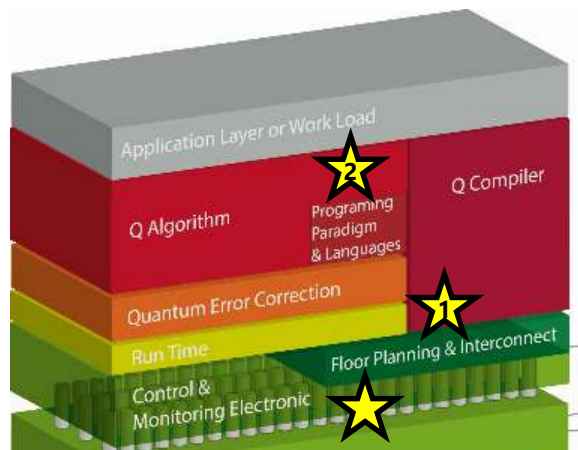 Application Layer or Work Load
2
Q Algorithm
Programing
Paradigm
& Languages
Q Compiler
Quantum Error Correction
1
Run Time
Floor Planning & Interconnect
Control &
Monitoring Electronic